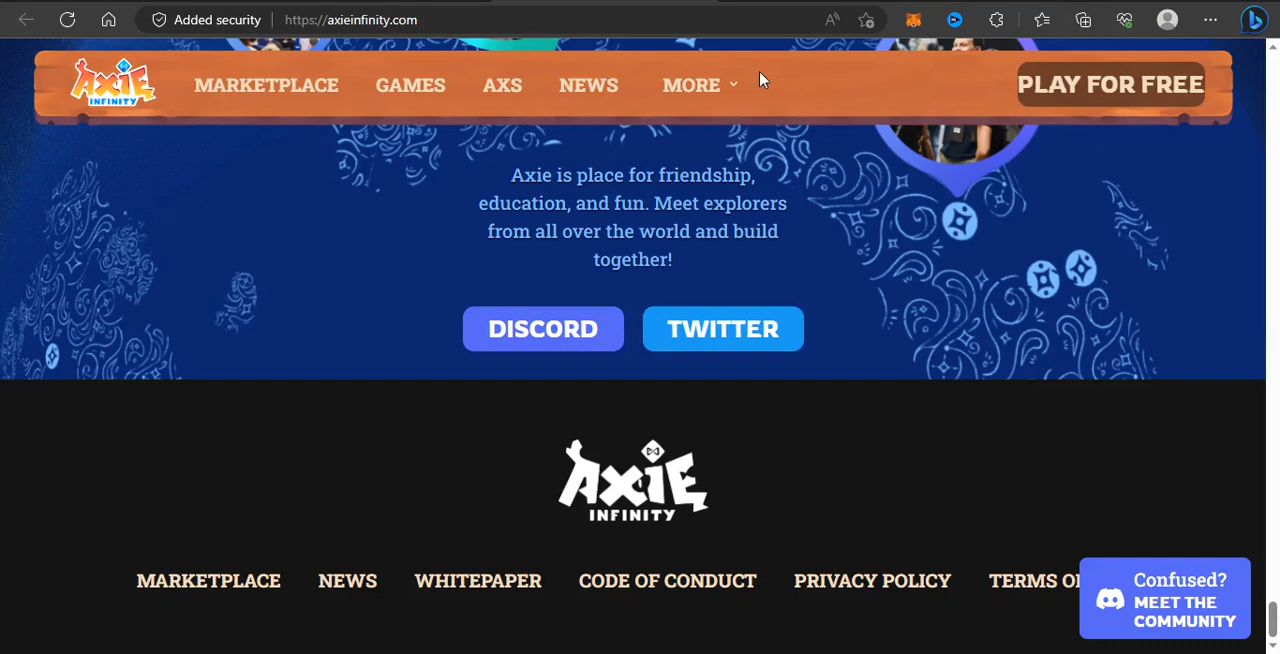 Added security
https://axieinfinity.com
AXIE
INFINITY
MARKETPLACE
GAMES
AXS
NEWS
MORE
PLAY FOR FREE
Axie is place for friendship,
education, and fun. Meet explorers
from all over the world and build
together!
DISCORD
TWITTER
AXIE
INFINITY
MARKETPLACE
NEWS
WHITEPAPER
CODE OF CONDUCT
PRIVACY POLICY
TERMS
Confused?
MEET THE
COMMUNITY